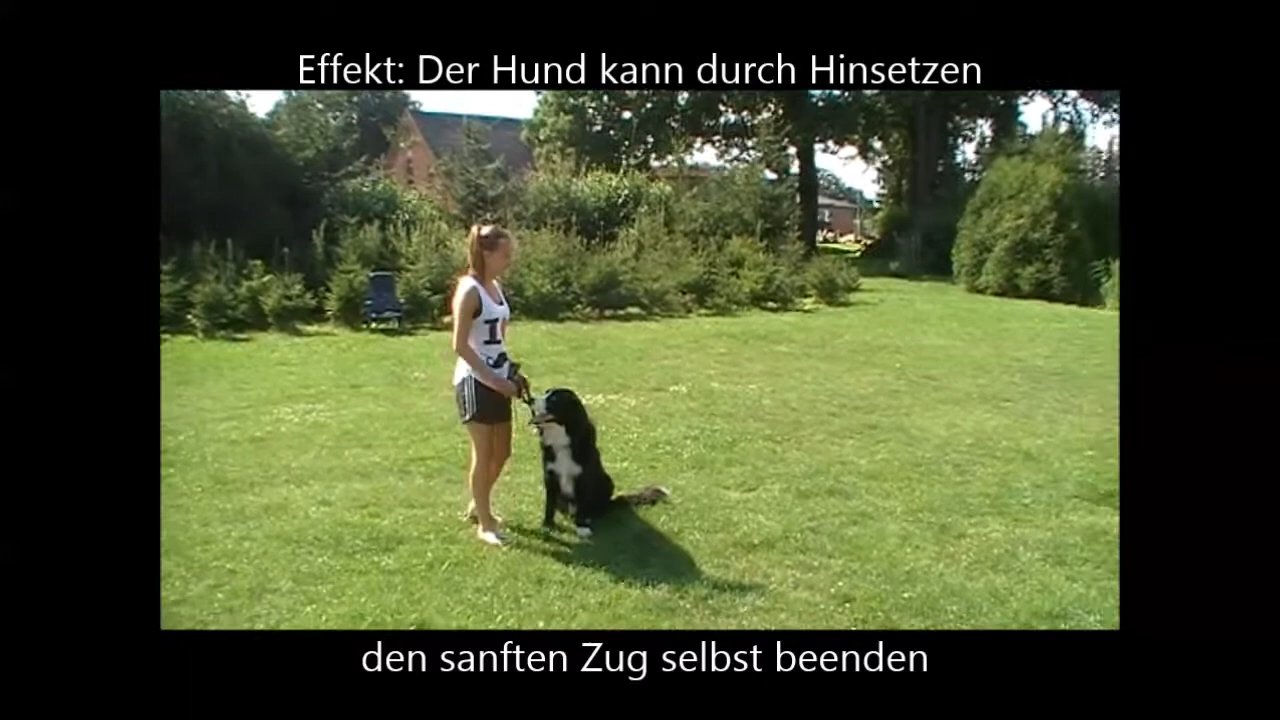 Effekt: Der Hund kann durch Hinsetzen
I
den sanften Zug selbst beenden